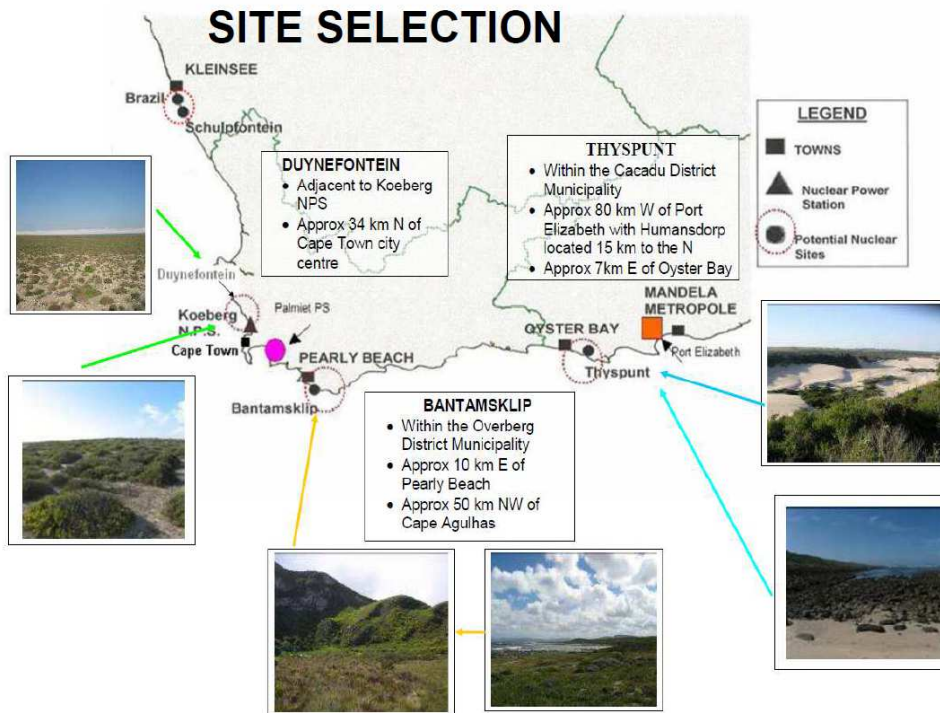 SITE SELECTION
KLEINSEE
Brazil
Schulpfontein
DUYNEFONTEIN
• Adjacent to Koeberg
NPS
• Approx 34 km N of
Cape Town city
centre
THYSPUNT
• Within the Cacadu District
Municipality
• Approx 80 km W of Port
Elizabeth with Humansdorp
located 15 km to the N
• Approx 7km E of Oyster Bay
LEGEND
TOWNS
Nuclear Power
Station
Potential Nuclear
Sites
Duynefontein
Koeberg
N.P.S.
Cape Town
Palmiet PS
PEARLY BEACH
Bantamsklip
OYSTER BAY
Thyspunt
MANDELA
METROPOLE
Port Elizabeth
BANTAMSKLIP
• Within the Overberg
District Municipality
• Approx 10 km E of
Pearly Beach
• Approx 50 km NW of
Cape Agulhas